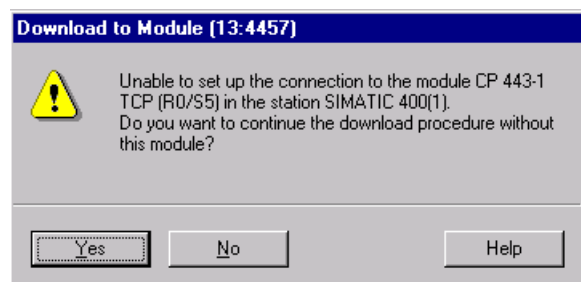 Download to Module (13:4457)
Unable to set up the connection to the module CP 443-1
TCP (R0/S5) in the station SIMATIC 400(1).
Do you want to continue the download procedure without
this module?
Yes No Help